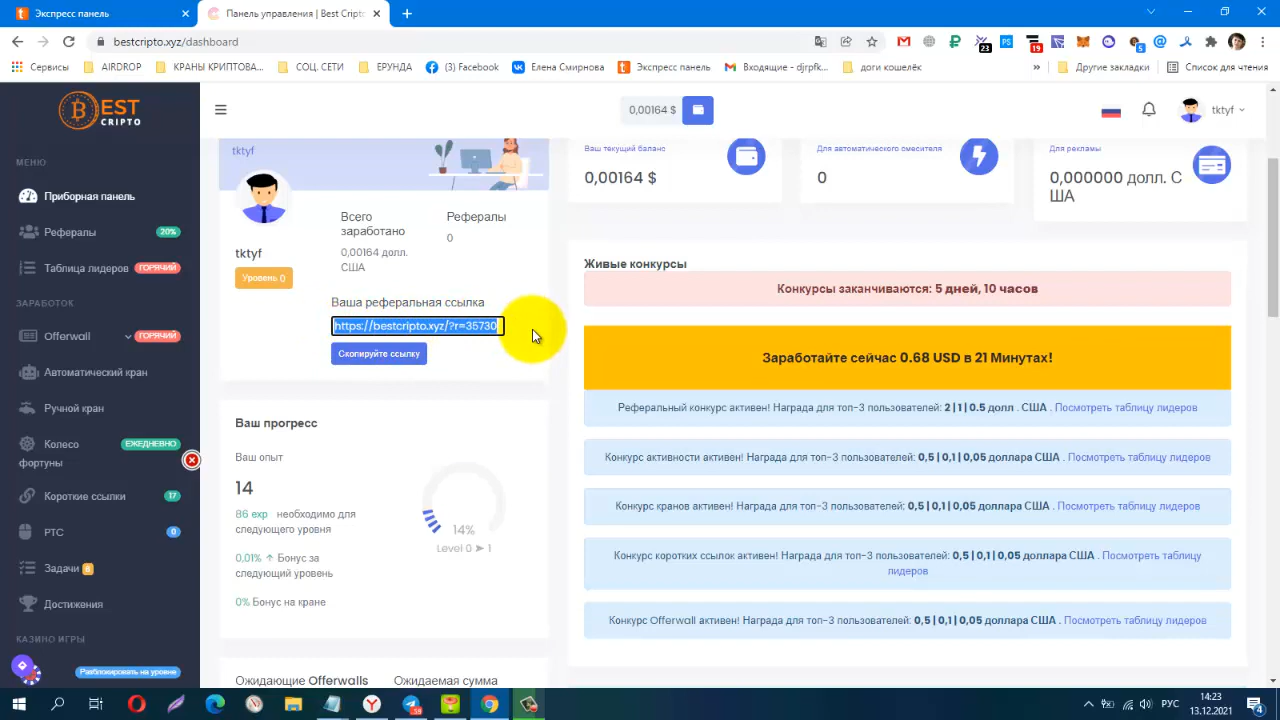 Экспресс панель
Панель управления | Best Cripto
bestcripto.xyz/dashboard
23
19
PS
5
Сервисы
AIRDROP
КРАНЫ КРИПТОВА...
СОЦ. СЕТИ
ЕРУНДА
(3) Facebook
Елена Смирнова
Экспресс панель
Входящие - djrpfk...
доги кошелёк
Другие закладки
Список для чтения
BEST
CRIPTO
0,00164 $
tktyf
МЕНЮ
Приборная панель
Рефералы 20%
Таблица лидеров ГОРЯЧИЙ
ЗАРАБОТОК
Offerwall ГОРЯЧИЙ
Автоматический кран
Ручной кран
Колесо фортуны ЕЖЕДНЕВНО
Короткие ссылки 17
PTC 0
Задачи 6
Достижения
КАЗИНО ИГРЫ
Разблокировать на уровне
tktyf
Всего
заработано
0,00164 долл.
США
Рефералы
0
tktyf
Уровень 0
Ваша реферальная ссылка
https://bestcripto.xyz/?r=35730
Скопируйте ссылку
Ваш прогресс
Ваш опыт
14
86 exp необходимо для
следующего уровня
0,01% ↑ Бонус за
следующий уровень
0% Бонус на кране
14%
Level 0 ➤ 1
Ожидающие Offerwalls
Ожидаемая сумма
Ваш текущий баланс
0,00164 $
Для автоматического смесителя
0
Для рекламы
0,000000 долл. С
ША
Живые конкурсы
Конкурсы заканчиваются: 5 дней, 10 часов
Заработайте сейчас 0.68 USD в 21 Минутах!
Реферальный конкурс активен! Награда для топ-3 пользователей: 2 | 1 | 0.5 долл . США . Посмотреть таблицу лидеров
Конкурс активности активен! Награда для топ-3 пользователей: 0,5 | 0,1 | 0,05 доллара США . Посмотреть таблицу лидеров
Конкурс кранов активен! Награда для топ-3 пользователей: 0,5 | 0,1 | 0,05 доллара США . Посмотреть таблицу лидеров
Конкурс коротких ссылок активен! Награда для топ-3 пользователей: 0,5 | 0,1 | 0,05 доллара США . Посмотреть таблицу
лидеров
Конкурс Offerwall активен! Награда для топ-3 пользователей: 0,5 | 0,1 | 0,05 доллара США . Посмотреть таблицу лидеров
РУС
14:23
13.12.2021
4